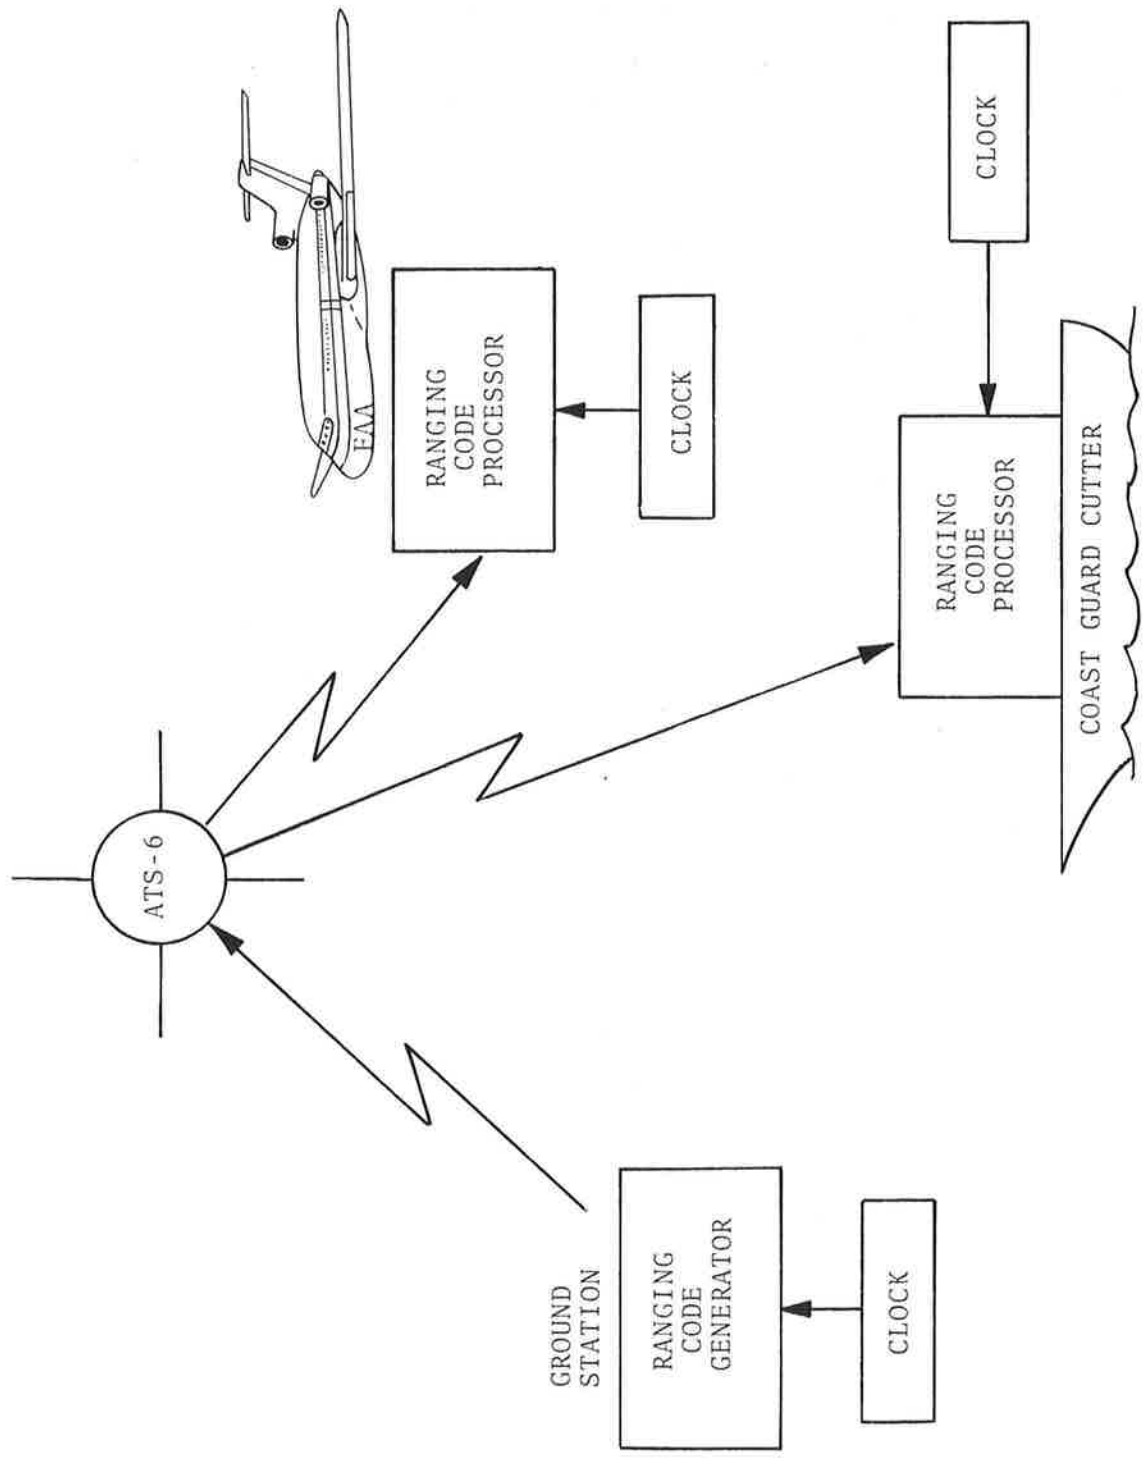 ATS-6
GROUND
STATION
RANGING
CODE
GENERATOR
CLOCK
FAA
RANGING
CODE
PROCESSOR
CLOCK
RANGING
CODE
PROCESSOR
CLOCK
COAST GUARD CUTTER